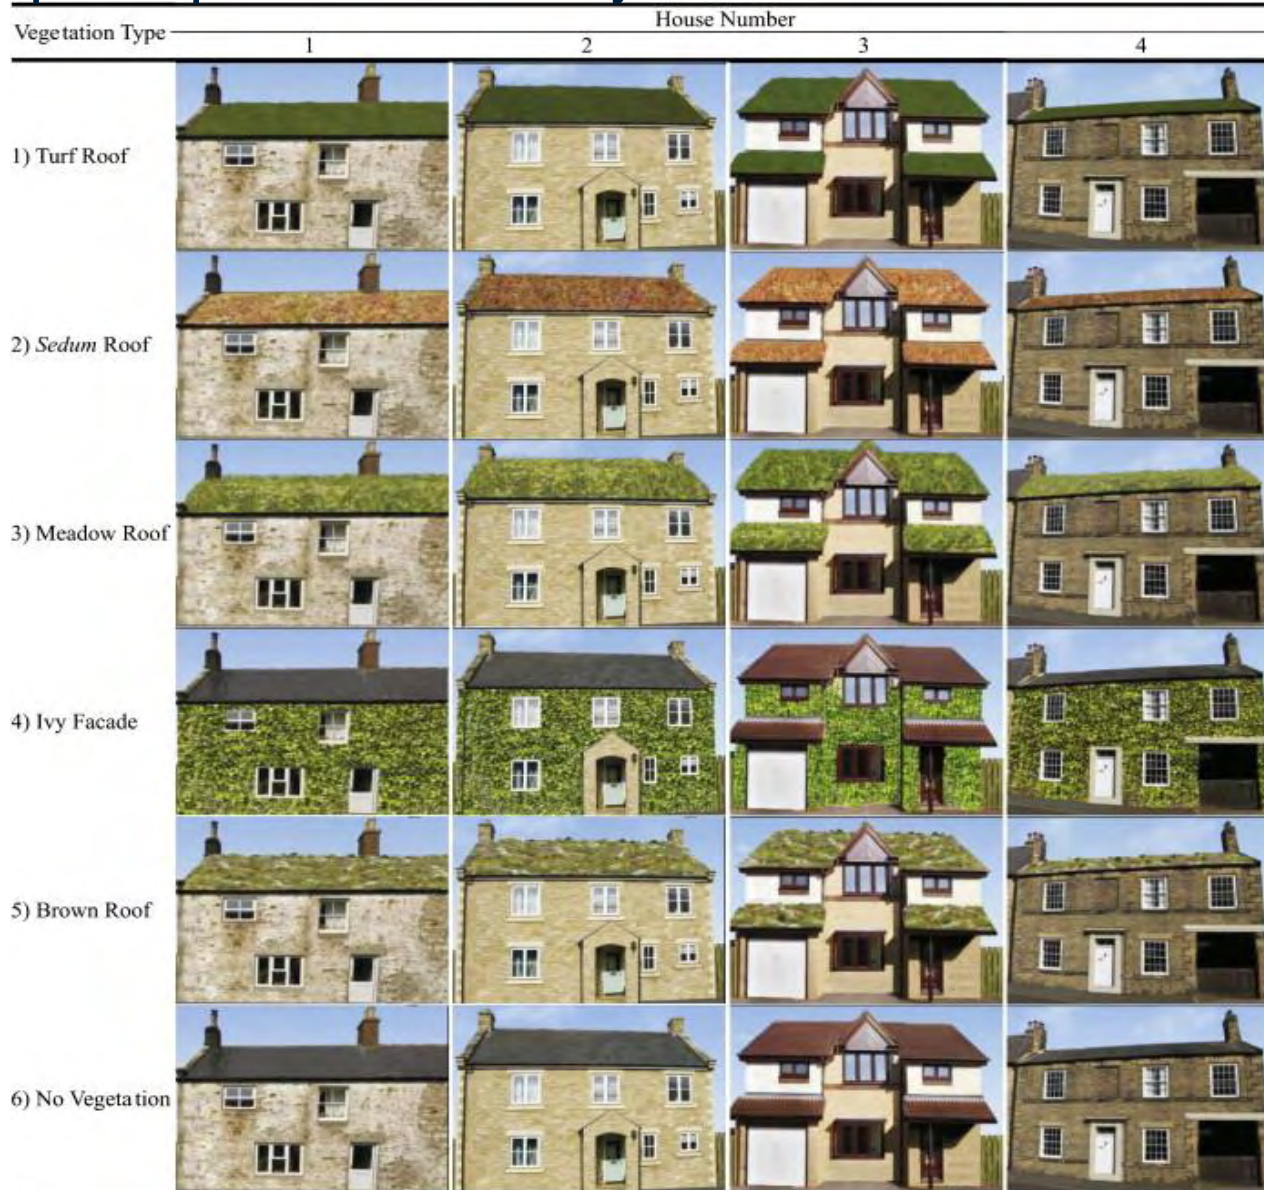 House Number
Vegetation Type
1 2 3 4
1) Turf Roof
2) Sedum Roof
3) Meadow Roof
4) Ivy Facade
5) Brown Roof
6) No Vegetation